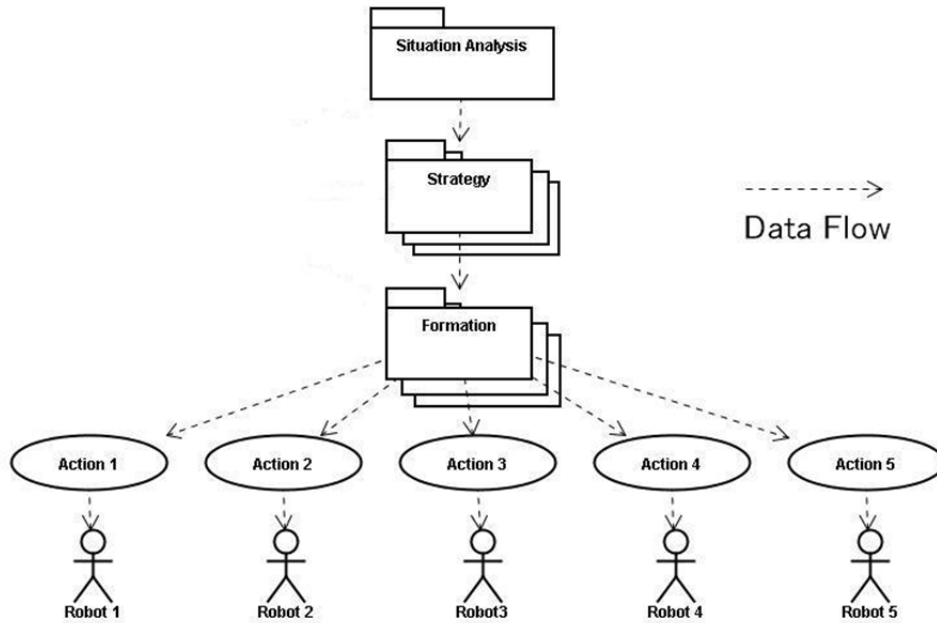 Situation Analysis
Strategy
Data Flow
Formation
Action 1
Action 2
Action 3
Action 4
Action 5
Robot 1
Robot 2
Robot3
Robot 4
Robot 5